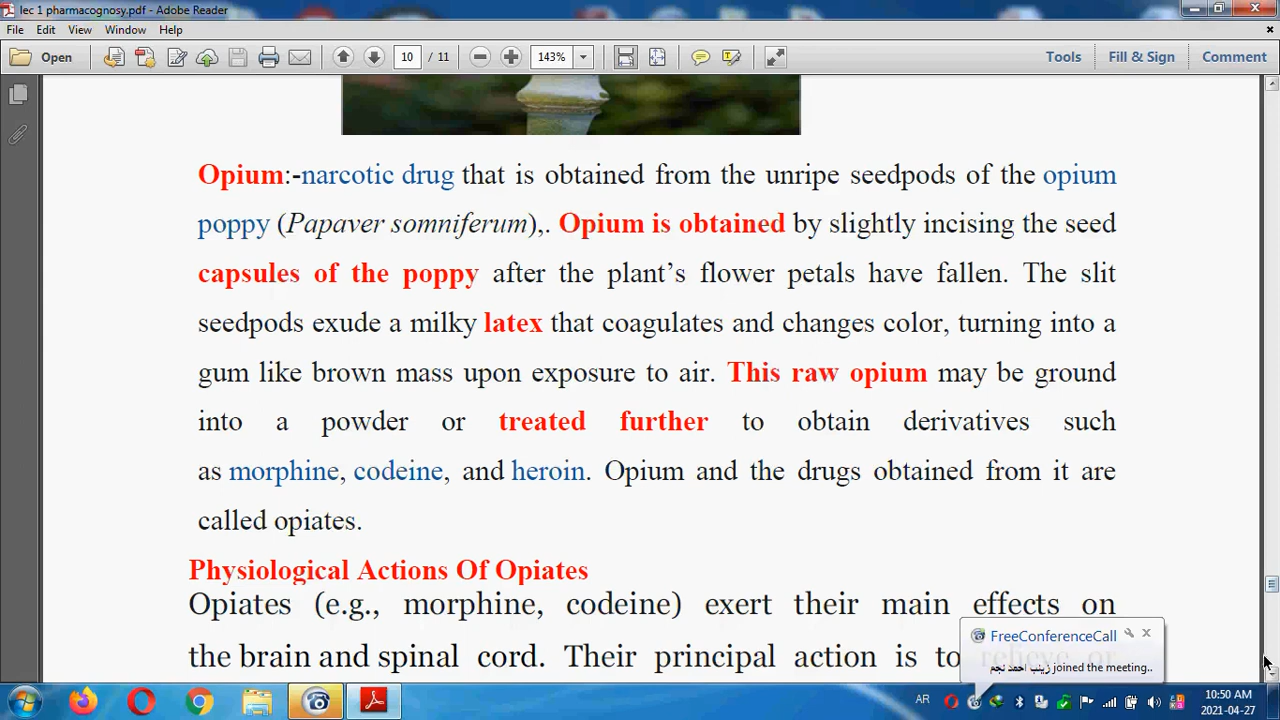 lec 1 pharmacognosy.pdf - Adobe Reader
File Edit View Window Help
Open 10 / 11 143% Tools Fill & Sign Comment
Opium:-narcotic drug that is obtained from the unripe seedpods of the opium
poppy (Papaver somniferum),. Opium is obtained by slightly incising the seed
capsules of the poppy after the plant's flower petals have fallen. The slit
seedpods exude a milky latex that coagulates and changes color, turning into a
gum like brown mass upon exposure to air. This raw opium may be ground
into a powder or treated further to obtain derivatives such
as morphine, codeine, and heroin. Opium and the drugs obtained from it are
called opiates.
Physiological Actions Of Opiates
Opiates (e.g., morphine, codeine) exert their main effects on
the brain and spinal cord. Their principal action is to relieve or
FreeConferenceCall
زينب احمد نجم joined the meeting..
AR
10:50 AM
2021-04-27